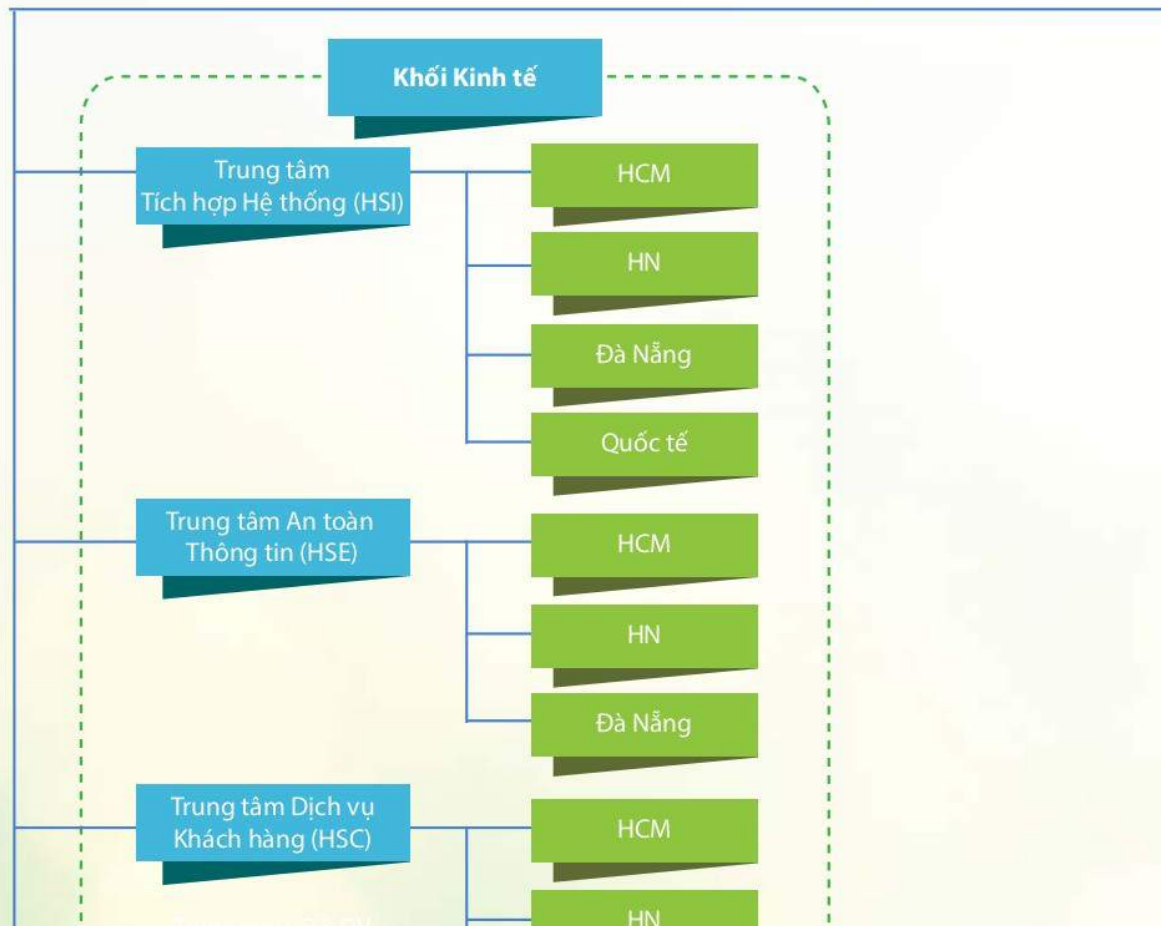 Khối Kinh tế
Trung tâm
Tích hợp Hệ thống (HSI)
HCM
HN
Đà Nẵng
Quốc tế
Trung tâm An toàn
Thông tin (HSE)
HCM
HN
Đà Nẵng
Trung tâm Dịch vụ
Khách hàng (HSC)
HCM
HN